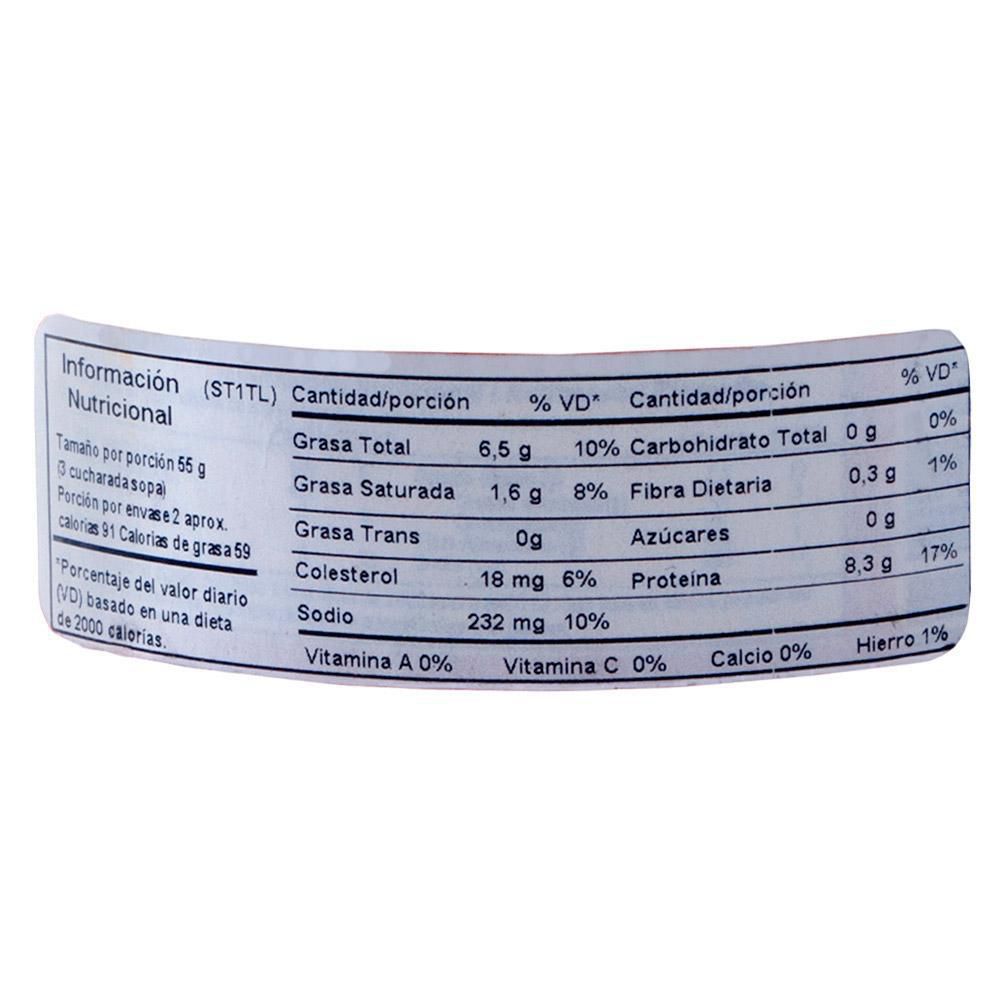 Información (ST1TL)
Nutricional
Tamaño por porción 55 g
(3 cucharada sopa)
Porción por envase 2 aprox.
calorías 91 Calorías de grasa 59
*Porcentaje del valor diario
(VD) basado en una dieta
de 2000 calorías.
Cantidad/porción % VD* Cantidad/porción % VD*
Grasa Total 6,5 g 10% Carbohidrato Total 0 g 0%
Grasa Saturada 1,6 g 8% Fibra Dietaria 0,3 g 1%
Grasa Trans 0g Azúcares 0 g
Colesterol 18 mg 6% Proteína 8,3 g 17%
Sodio 232 mg 10%
Vitamina A 0% Vitamina C 0% Calcio 0% Hierro 1%